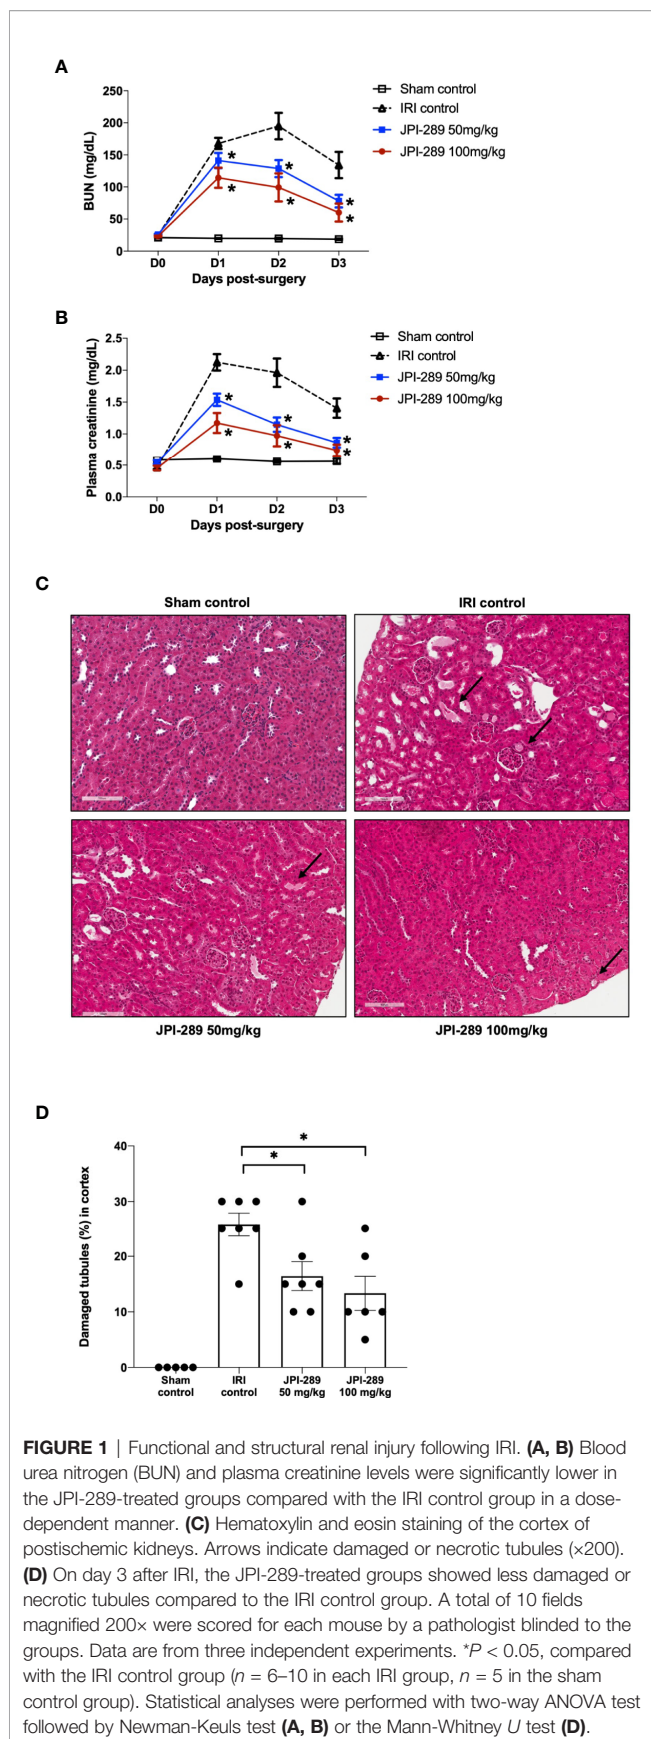 A
250
200
150
100
50
0
BUN (mg/dL)
* * *
* * *
D0 D1 D2 D3
Days post-surgery
Sham control
IRI control
JPI-289 50mg/kg
JPI-289 100mg/kg
B
2.5
2.0
1.5
1.0
0.5
0.0
Plasma creatinine (mg/dL)
* * *
* * *
D0 D1 D2 D3
Days post-surgery
Sham control
IRI control
JPI-289 50mg/kg
JPI-289 100mg/kg
C
Sham control IRI control
JPI-289 50mg/kg JPI-289 100mg/kg
D
40
30
20
10
0
Damaged tubules (%) in cortex
*
*
Sham control
IRI control
JPI-289 50 mg/kg
JPI-289 100 mg/kg
FIGURE 1 | Functional and structural renal injury following IRI. (A, B) Blood
urea nitrogen (BUN) and plasma creatinine levels were significantly lower in
the JPI-289-treated groups compared with the IRI control group in a dose-
dependent manner. (C) Hematoxylin and eosin staining of the cortex of
postischemic kidneys. Arrows indicate damaged or necrotic tubules (×200).
(D) On day 3 after IRI, the JPI-289-treated groups showed less damaged or
necrotic tubules compared to the IRI control group. A total of 10 fields
magnified 200× were scored for each mouse by a pathologist blinded to the
groups. Data are from three independent experiments. *P < 0.05, compared
with the IRI control group (n = 6–10 in each IRI group, n = 5 in the sham
control group). Statistical analyses were performed with two-way ANOVA test
followed by Newman-Keuls test (A, B) or the Mann-Whitney U test (D).